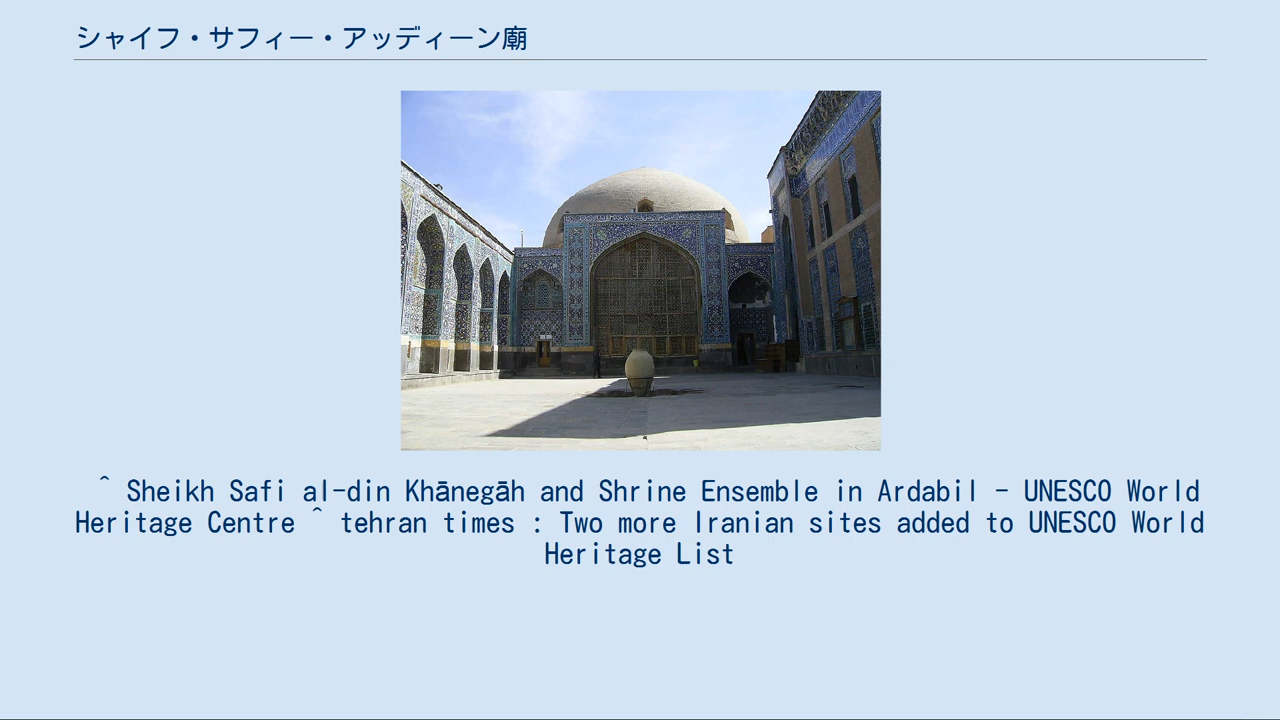 シャイフ・サフィー・アッディーン廟
^ Sheikh Safi al-din Khānegāh and Shrine Ensemble in Ardabil - UNESCO World
Heritage Centre ^ tehran times : Two more Iranian sites added to UNESCO World
Heritage List